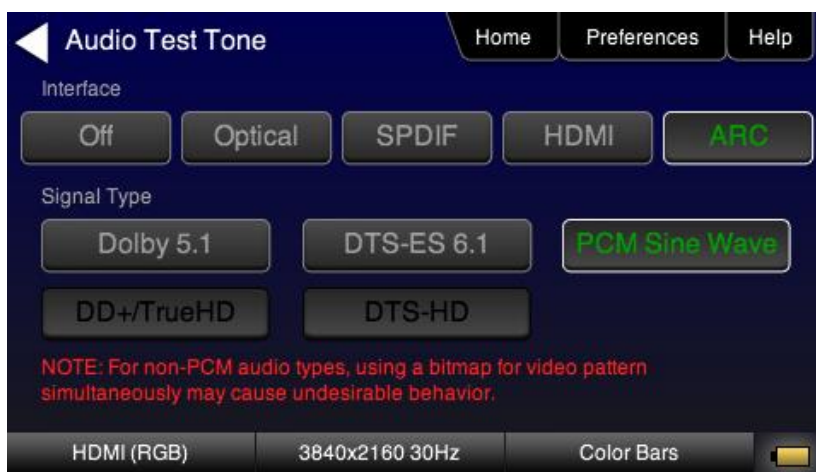 Audio Test Tone
Home
Preferences
Help
Interface
Off
Optical
SPDIF
HDMI
ARC
Signal Type
Dolby 5.1
DTS-ES 6.1
PCM Sine Wave
DD+/TrueHD
DTS-HD
NOTE: For non-PCM audio types, using a bitmap for video pattern
simultaneously may cause undesirable behavior.
HDMI (RGB)
3840x2160 30Hz
Color Bars